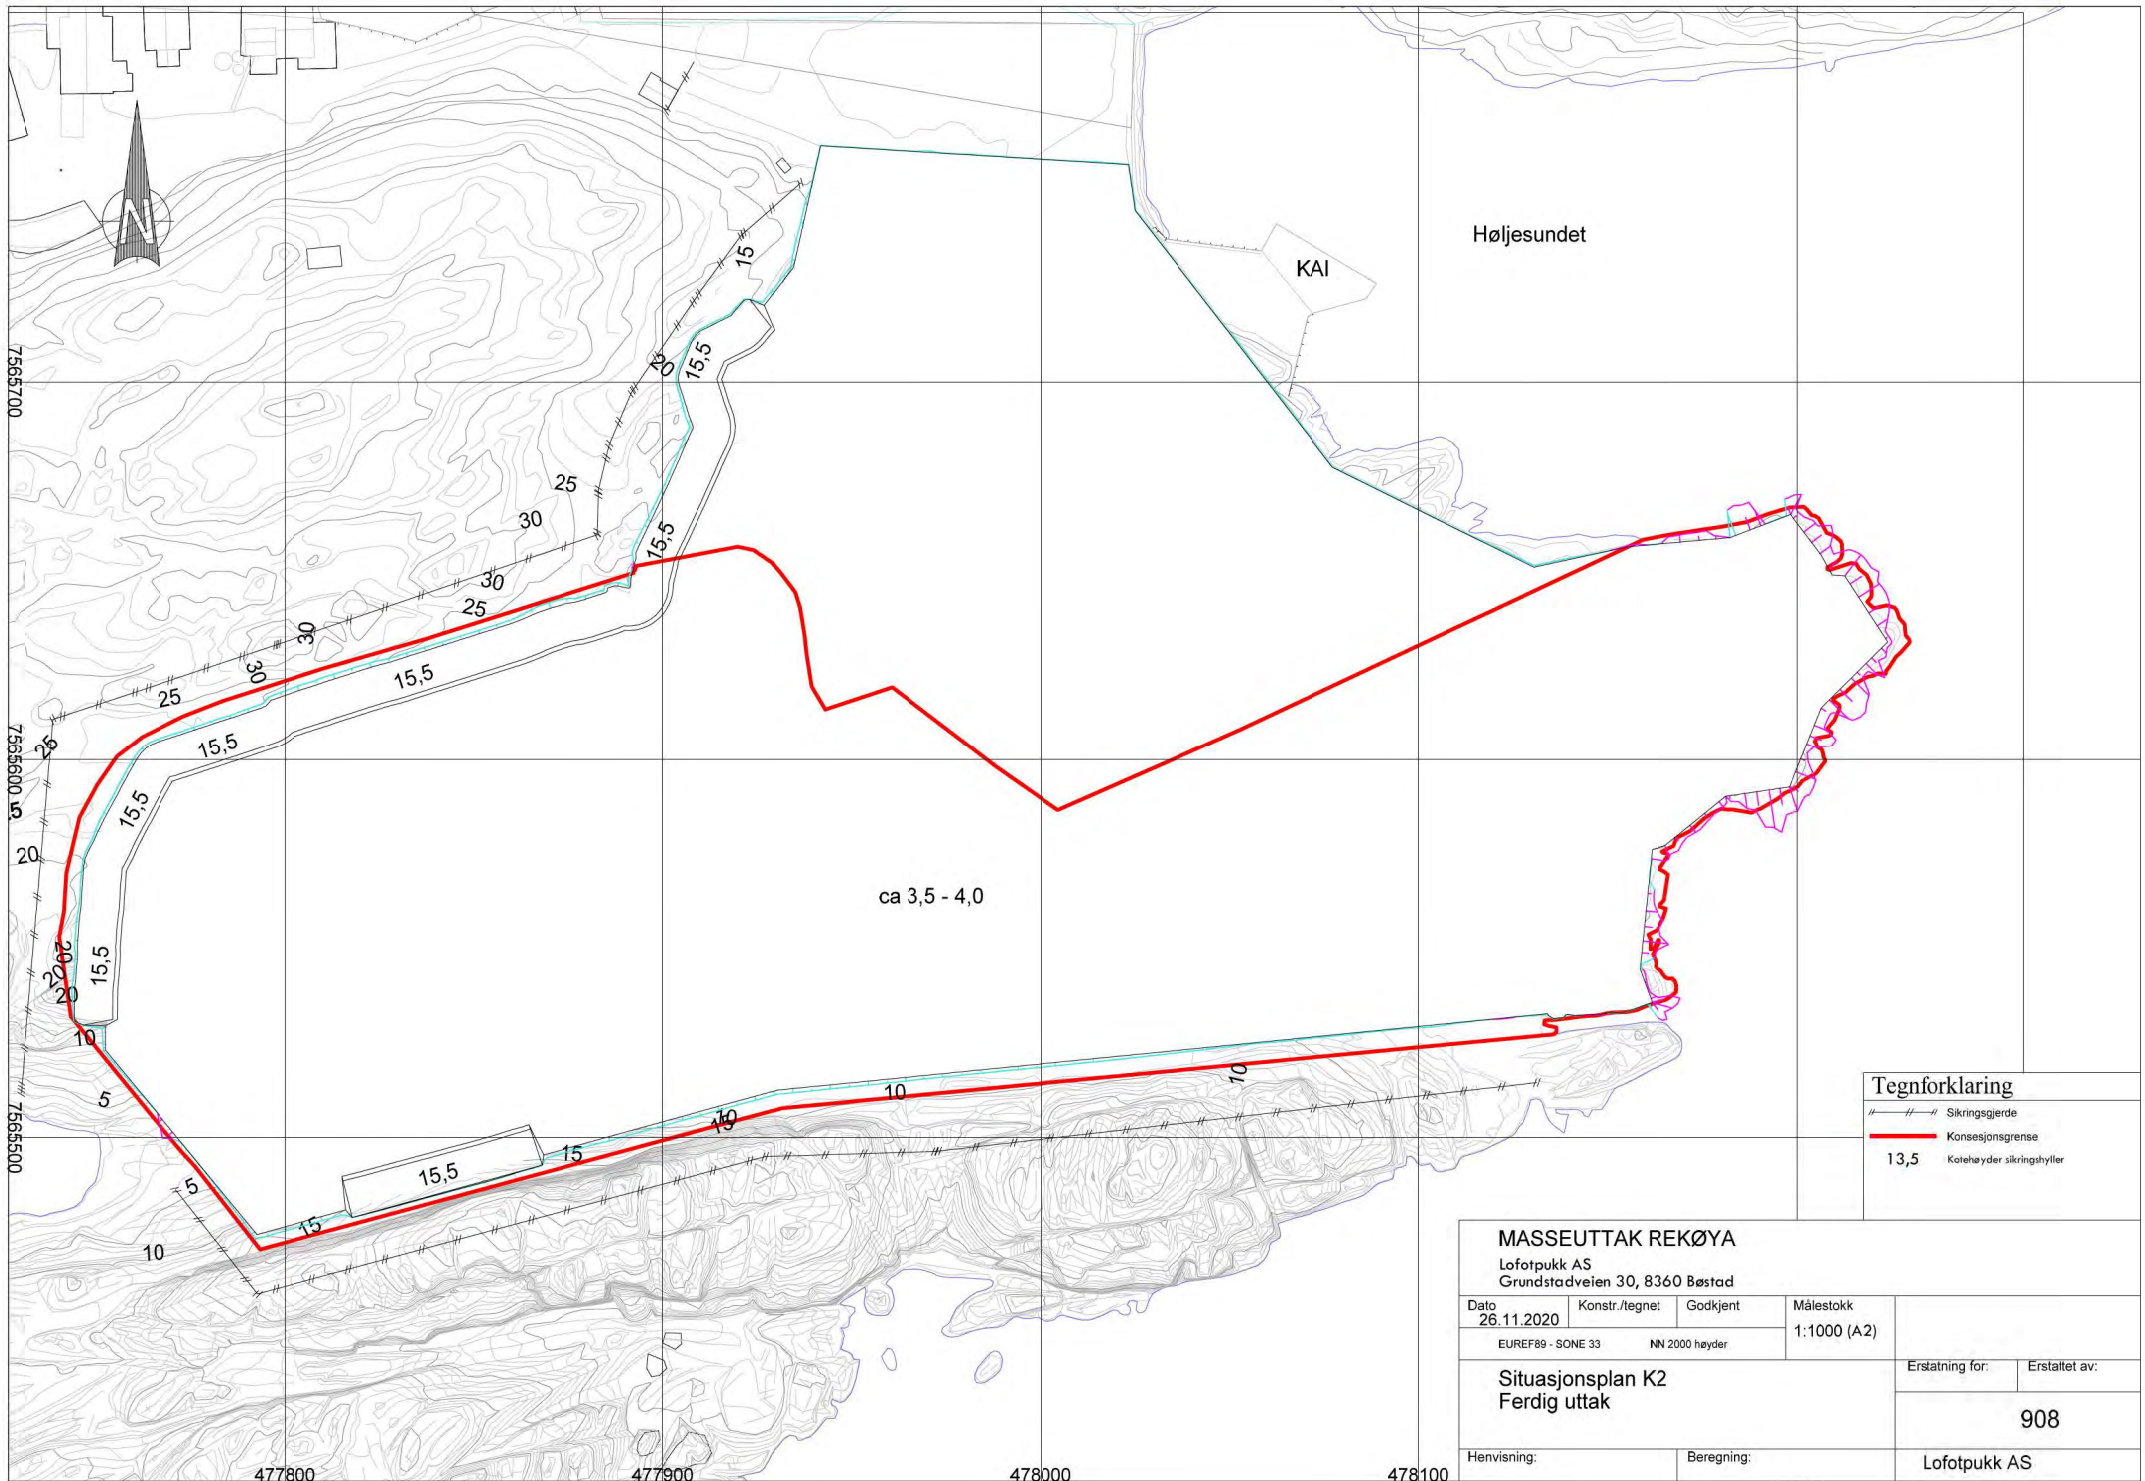 N
Høljesundet
KAI
15
20
15,5
7565700
25
30
15,5
30
25
30
30
25
15,5
15,5
25
7565600
15,5
.5
20
ca 3,5 - 4,0
20
15,5
20
20
10
5
10
10
10
15
7565500
15
15,5
5
15
10
477800
477900
478000
478100
Tegnforklaring
Sikringsgjerde
Konsesjonsgrense
13,5 Kotehøyder sikringshyller
MASSEUTTAK REKØYA
Lofotpukk AS
Grundstadveien 30, 8360 Bøstad
Dato Konstr./tegnet Godkjent Målestokk
26.11.2020 1:1000 (A2)
EUREF89 - SONE 33 NN 2000 høyder
Situasjonsplan K2
Ferdig uttak
Erstatning for: Erstattet av:
908
Henvisning: Beregning: Lofotpukk AS